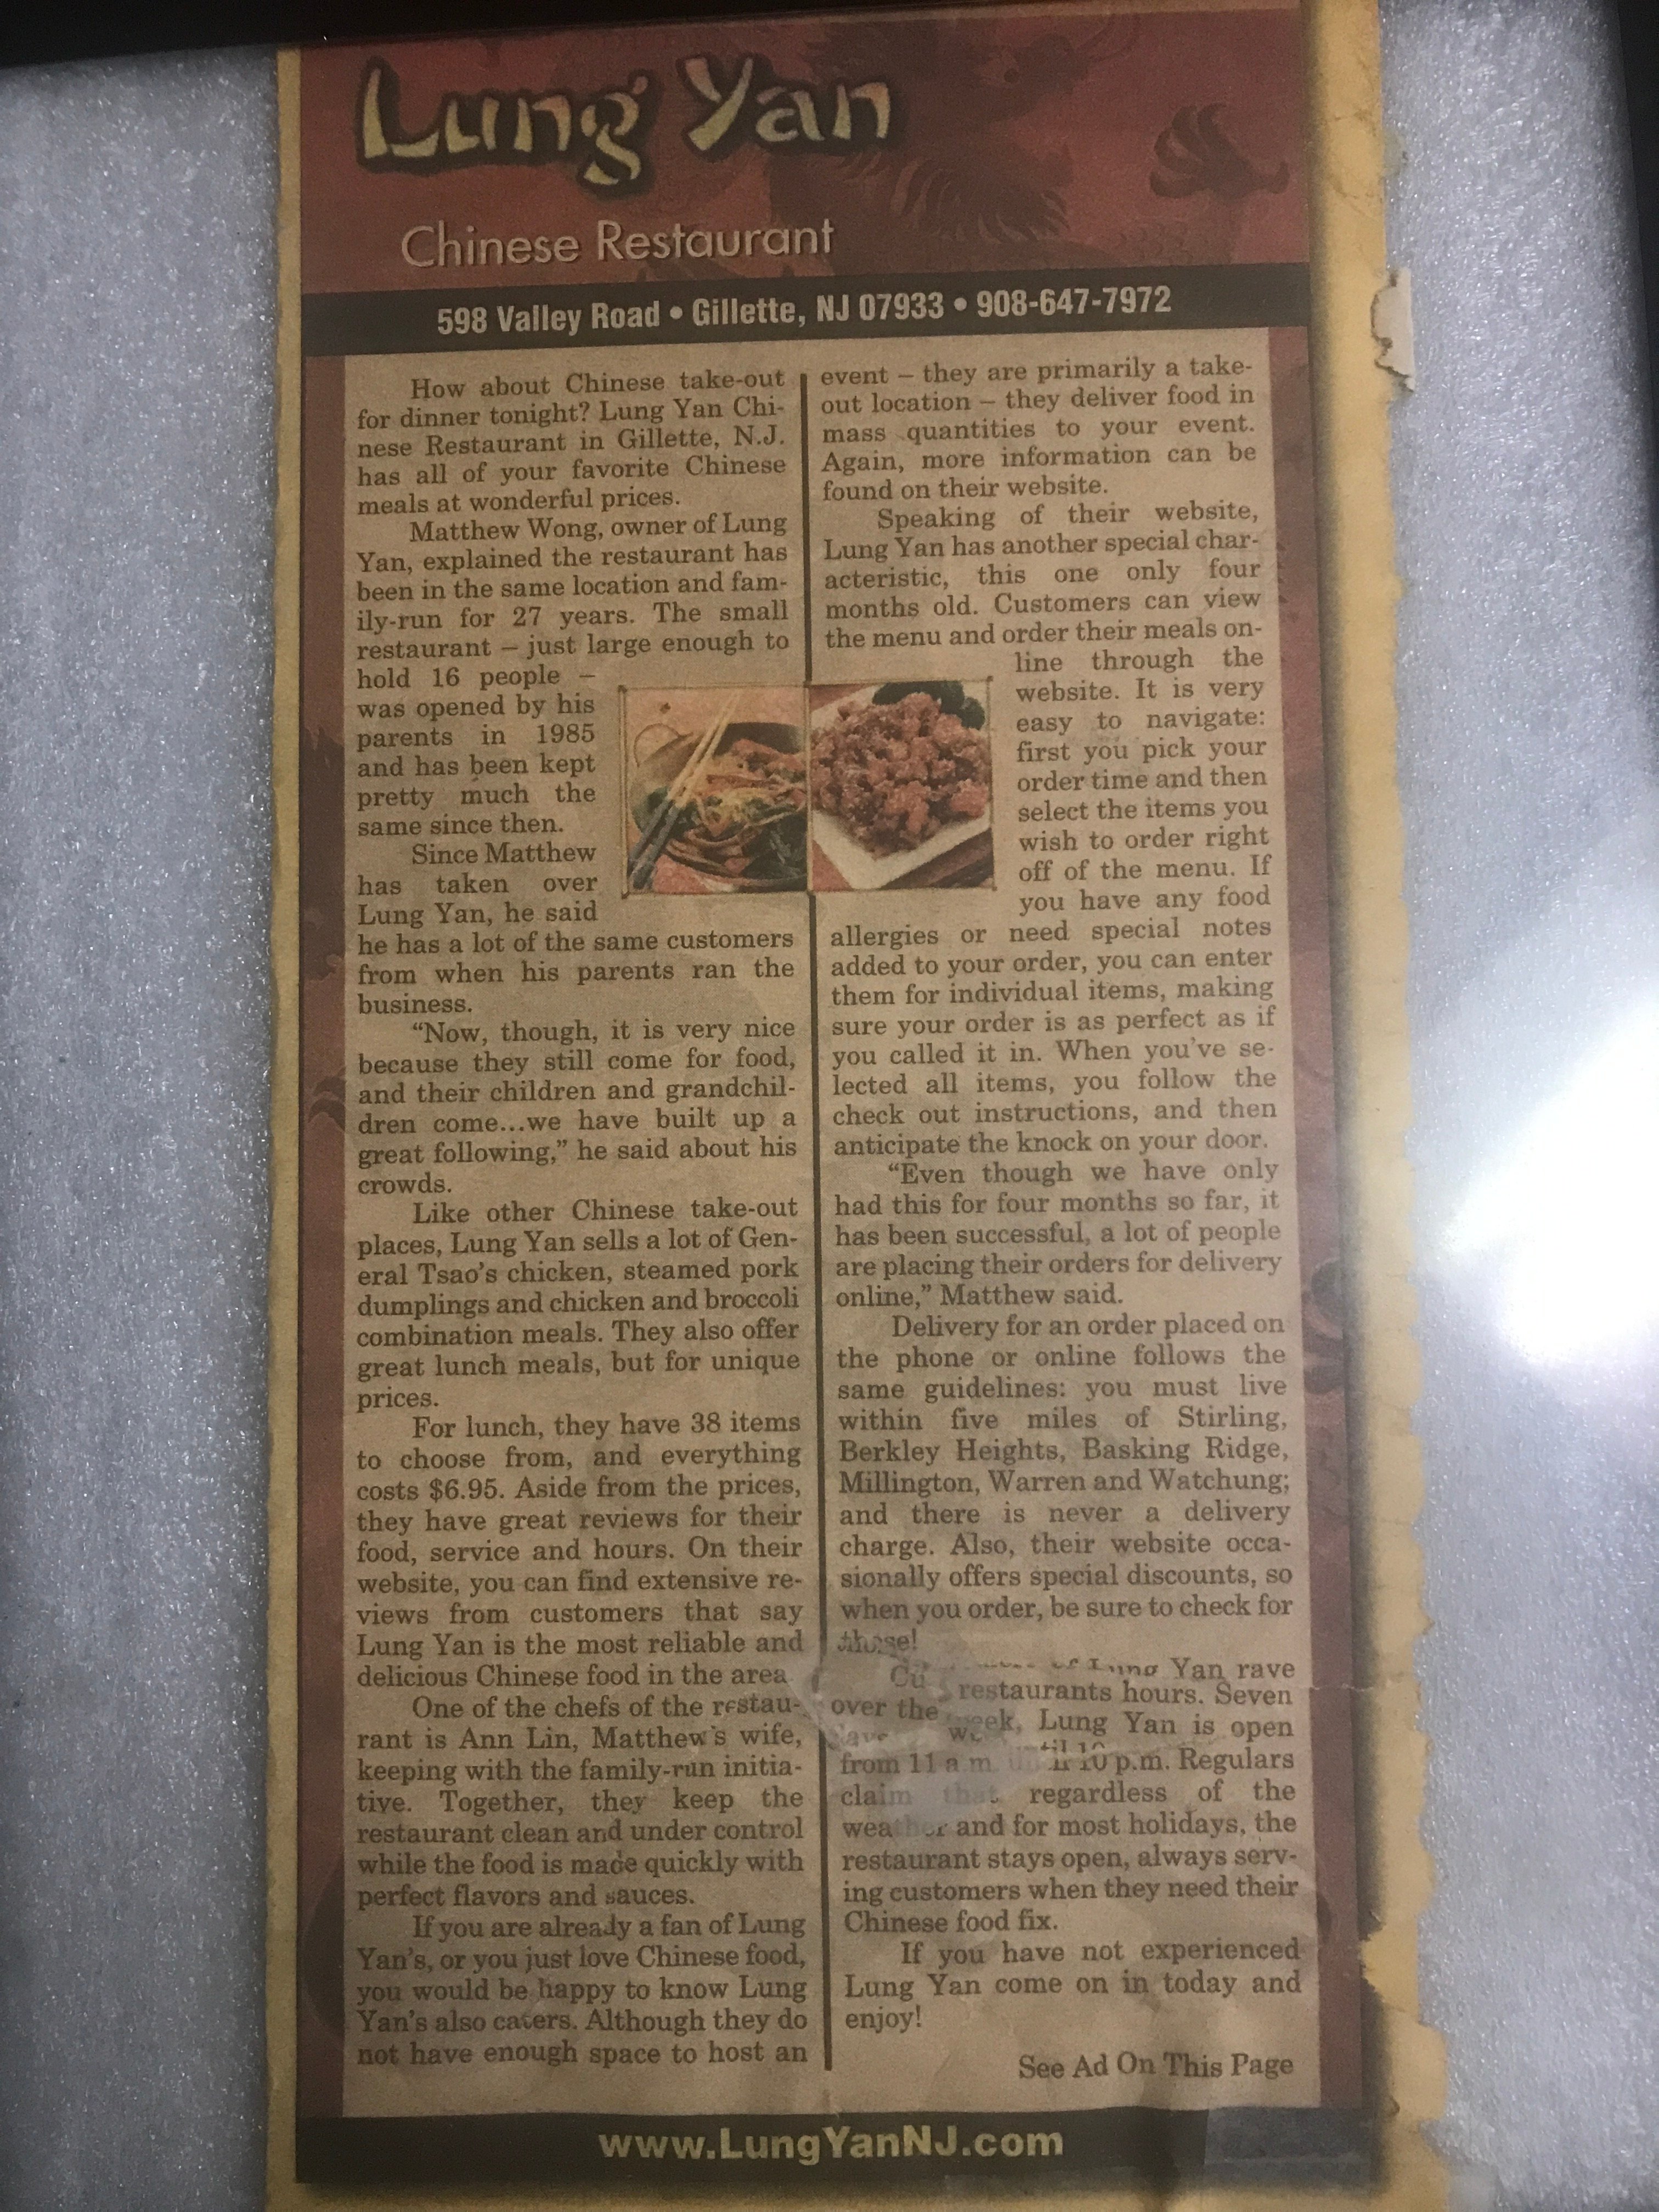 Lung Yan
Chinese Restaurant
598 Valley Road • Gillette, NJ 07933 • 908-647-7972
How about Chinese take-out
for dinner tonight? Lung Yan Chi-
nese Restaurant in Gillette, N.J.
has all of your favorite Chinese
meals at wonderful prices.
Matthew Wong, owner of Lung
Yan, explained the restaurant has
been in the same location and fam-
ily-run for 27 years. The small
restaurant – just large enough to
hold 16 people –
was opened by his
parents in 1985
and has been kept
pretty much the
same since then.
Since Matthew
has taken over
Lung Yan, he said
he has a lot of the same customers
from when his parents ran the
business.
“Now, though, it is very nice
because they still come for food,
and their children and grandchil-
dren come...we have built up a
great following,” he said about his
crowds.
Like other Chinese take-out
places, Lung Yan sells a lot of Gen-
eral Tsao’s chicken, steamed pork
dumplings and chicken and broccoli
combination meals. They also offer
great lunch meals, but for unique
prices.
For lunch, they have 38 items
to choose from, and everything
costs $6.95. Aside from the prices,
they have great reviews for their
food, service and hours. On their
website, you can find extensive re-
views from customers that say
Lung Yan is the most reliable and
delicious Chinese food in the area
One of the chefs of the restau-
rant is Ann Lin, Matthew’s wife,
keeping with the family-run initia-
tive. Together, they keep the
restaurant clean and under control
while the food is made quickly with
perfect flavors and sauces.
If you are already a fan of Lung
Yan’s, or you just love Chinese food,
you would be happy to know Lung
Yan’s also caters. Although they do
not have enough space to host an
event – they are primarily a take-
out location – they deliver food in
mass quantities to your event.
Again, more information can be
found on their website.
Speaking of their website,
Lung Yan has another special char-
acteristic, this one only four
months old. Customers can view
the menu and order their meals on-
line through the
website. It is very
easy to navigate:
first you pick your
order time and then
select the items you
wish to order right
off of the menu. If
you have any food
allergies or need special notes
added to your order, you can enter
them for individual items, making
sure your order is as perfect as if
you called it in. When you’ve se-
lected all items, you follow the
check out instructions, and then
anticipate the knock on your door.
“Even though we have only
had this for four months so far, it
has been successful, a lot of people
are placing their orders for delivery
online,” Matthew said.
Delivery for an order placed on
the phone or online follows the
same guidelines: you must live
within five miles of Stirling,
Berkley Heights, Basking Ridge,
Millington, Warren and Watchung;
and there is never a delivery
charge. Also, their website occa-
sionally offers special discounts, so
when you order, be sure to check for
those!
of Lung Yan rave
over the restaurants hours. Seven
week, Lung Yan is open
from 11 a.m. 10 p.m. Regulars
claim that regardless of the
weather and for most holidays, the
restaurant stays open, always serv-
ing customers when they need their
Chinese food fix.
If you have not experienced
Lung Yan come on in today and
enjoy!
See Ad On This Page
www.LungYanNJ.com